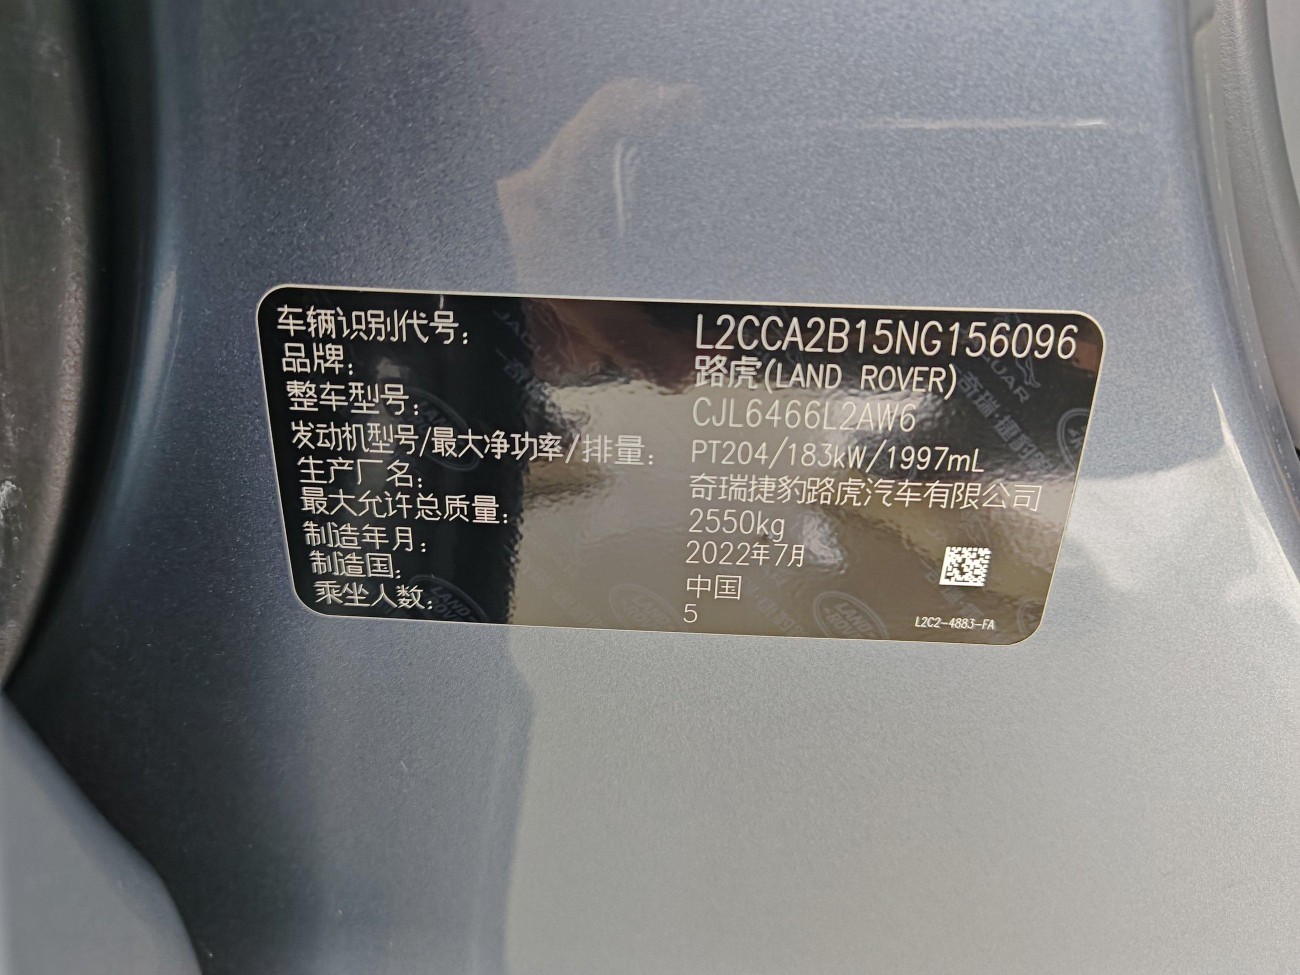 车辆识别代号： L2CCA2B15NG156096
品牌： 路虎(LAND ROVER)
整车型号： CJL6466L2AW6
发动机型号/最大净功率/排量： PT204/183kW/1997mL
生产厂名： 奇瑞捷豹路虎汽车有限公司
最大允许总质量： 2550kg
制造年月： 2022年7月
制造国： 中国
乘坐人数： 5
L2C2-4883-FA